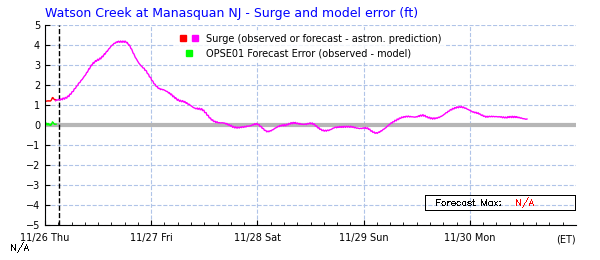 Watson Creek at Manasquan NJ - Surge and model error (ft)
Surge (observed or forecast - astron. prediction)
OPSE01 Forecast Error (observed - model)
5
4
3
2
1
0
−1
−2
−3
−4
−5
Forecast Max: N/A
11/26 Thu 11/27 Fri 11/28 Sat 11/29 Sun 11/30 Mon (ET)
N/A